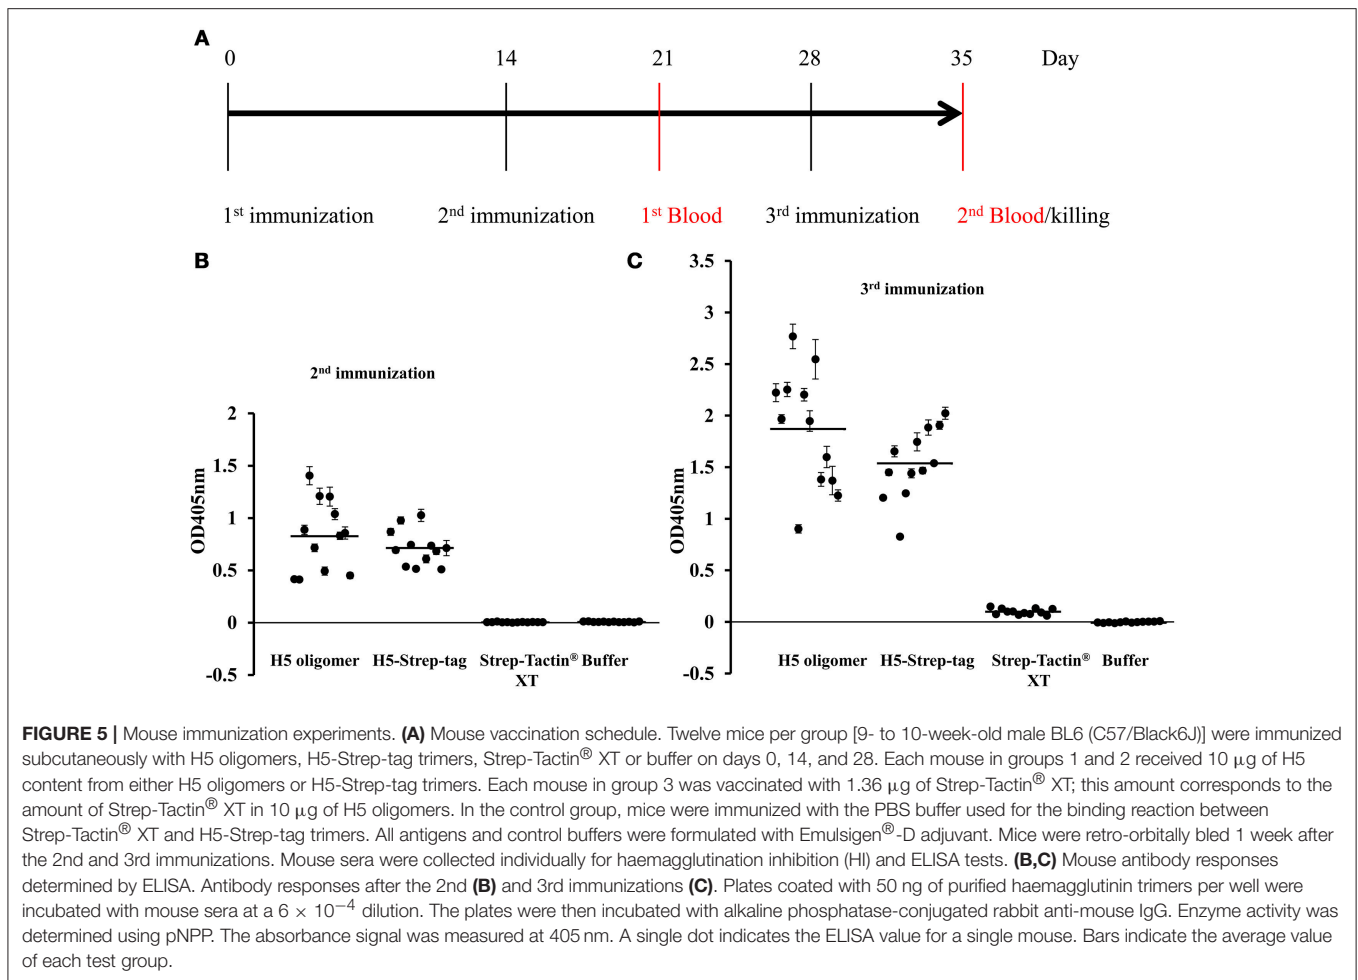 A
0 14 21 28 35 Day
1st immunization 2nd immunization 1st Blood 3rd immunization 2nd Blood/killing
B
2nd immunization
OD405nm
2
1.5
1
0.5
0
-0.5
H5 oligomer H5-Strep-tag Strep-Tactin® XT Buffer
C
3rd immunization
OD405nm
3.5
3
2.5
2
1.5
1
0.5
0
-0.5
H5 oligomer H5-Strep-tag Strep-Tactin® XT Buffer
FIGURE 5 | Mouse immunization experiments. (A) Mouse vaccination schedule. Twelve mice per group [9- to 10-week-old male BL6 (C57/Black6J)] were immunized
subcutaneously with H5 oligomers, H5-Strep-tag trimers, Strep-Tactin® XT or buffer on days 0, 14, and 28. Each mouse in groups 1 and 2 received 10 μg of H5
content from either H5 oligomers or H5-Strep-tag trimers. Each mouse in group 3 was vaccinated with 1.36 μg of Strep-Tactin® XT; this amount corresponds to the
amount of Strep-Tactin® XT in 10 μg of H5 oligomers. In the control group, mice were immunized with the PBS buffer used for the binding reaction between
Strep-Tactin® XT and H5-Strep-tag trimers. All antigens and control buffers were formulated with Emulsigen®-D adjuvant. Mice were retro-orbitally bled 1 week after
the 2nd and 3rd immunizations. Mouse sera were collected individually for haemagglutination inhibition (HI) and ELISA tests. (B,C) Mouse antibody responses
determined by ELISA. Antibody responses after the 2nd (B) and 3rd immunizations (C). Plates coated with 50 ng of purified haemagglutinin trimers per well were
incubated with mouse sera at a 6 × 10−4 dilution. The plates were then incubated with alkaline phosphatase-conjugated rabbit anti-mouse IgG. Enzyme activity was
determined using pNPP. The absorbance signal was measured at 405 nm. A single dot indicates the ELISA value for a single mouse. Bars indicate the average value
of each test group.